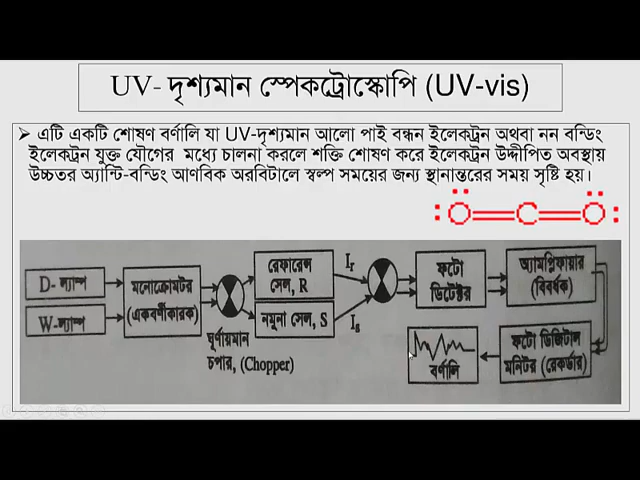 UV- দৃশ্যমান স্পেকট্রোস্কোপি (UV-vis)
➢ এটি একটি শোষণ বর্ণালি যা UV-দৃশ্যমান আলো পাই বন্ধন ইলেকট্রন অথবা নন বন্ডিং
ইলেকট্রন যুক্ত যৌগের মধ্যে চালনা করলে শক্তি শোষণ করে ইলেকট্রন উদ্দীপিত অবস্থায়
উচ্চতর অ্যান্টি-বন্ডিং আণবিক অরবিটালে স্বল্প সময়ের জন্য স্থানান্তরের সময় সৃষ্টি হয়।
:O=C=O:
D- ল্যাম্প
W-ল্যাম্প
মনোক্রোমটর
(একবর্ণীকারক)
ঘূর্ণায়মান
চপার, (Chopper)
রেফারেন্স
সেল, R
নমুনা সেল, S
Ir
Is
ফটো
ডিটেক্টর
অ্যামপ্লিফায়ার
(বিবর্ধক)
ফটো ডিজিটাল
মনিটর (রেকর্ডার)
বর্ণালি